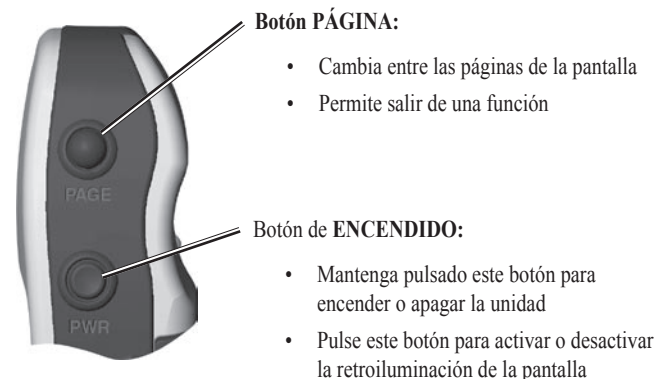 Botón PÁGINA:
• Cambia entre las páginas de la pantalla
• Permite salir de una función
PAGE
Botón de ENCENDIDO:
• Mantenga pulsado este botón para
encender o apagar la unidad
PWR
• Pulse este botón para activar o desactivar
la retroiluminación de la pantalla